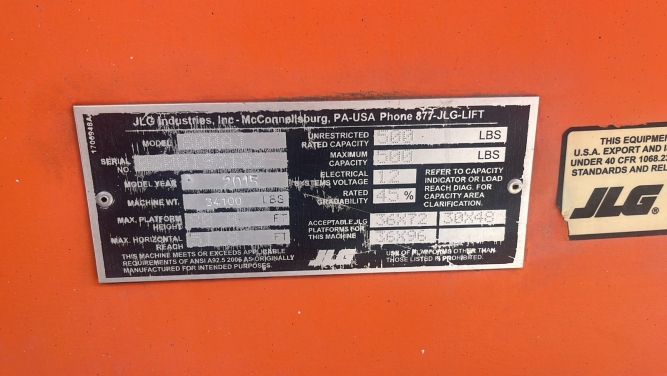 1706948A
JLG Industries, Inc - McConnellsburg, PA-USA Phone 877-JLG-LIFT
MODEL
SERIAL NO.
MODEL YEAR 2015
MACHINE WT. 34100 LBS
MAX. PLATFORM HEIGHT FT
MAX. HORIZONTAL REACH FT
THIS MACHINE MEETS OR EXCEEDS APPLICABLE
REQUIREMENTS OF ANSI A92.5 2006 AS-ORIGINALLY
MANUFACTURED FOR INTENDED PURPOSES.
UNRESTRICTED RATED CAPACITY LBS
MAXIMUM CAPACITY LBS
ELECTRICAL SYSTEMS VOLTAGE 12
RATED GRADABILITY 45%
REFER TO CAPACITY
INDICATOR OR LOAD
REACH DIAG. FOR
CAPACITY AREA
CLARIFICATION.
ACCEPTABLE JLG
PLATFORMS FOR
THIS MACHINE
36X72 30X48
36X96
JLG
USE OF PLATFORMS OTHER THAN
THOSE LISTED IS PROHIBITED.
THIS EQUIPMEN
U.S.A. EXPORT AND I
UNDER 40 CFR 1068.23
STANDARDS AND REL
JLG